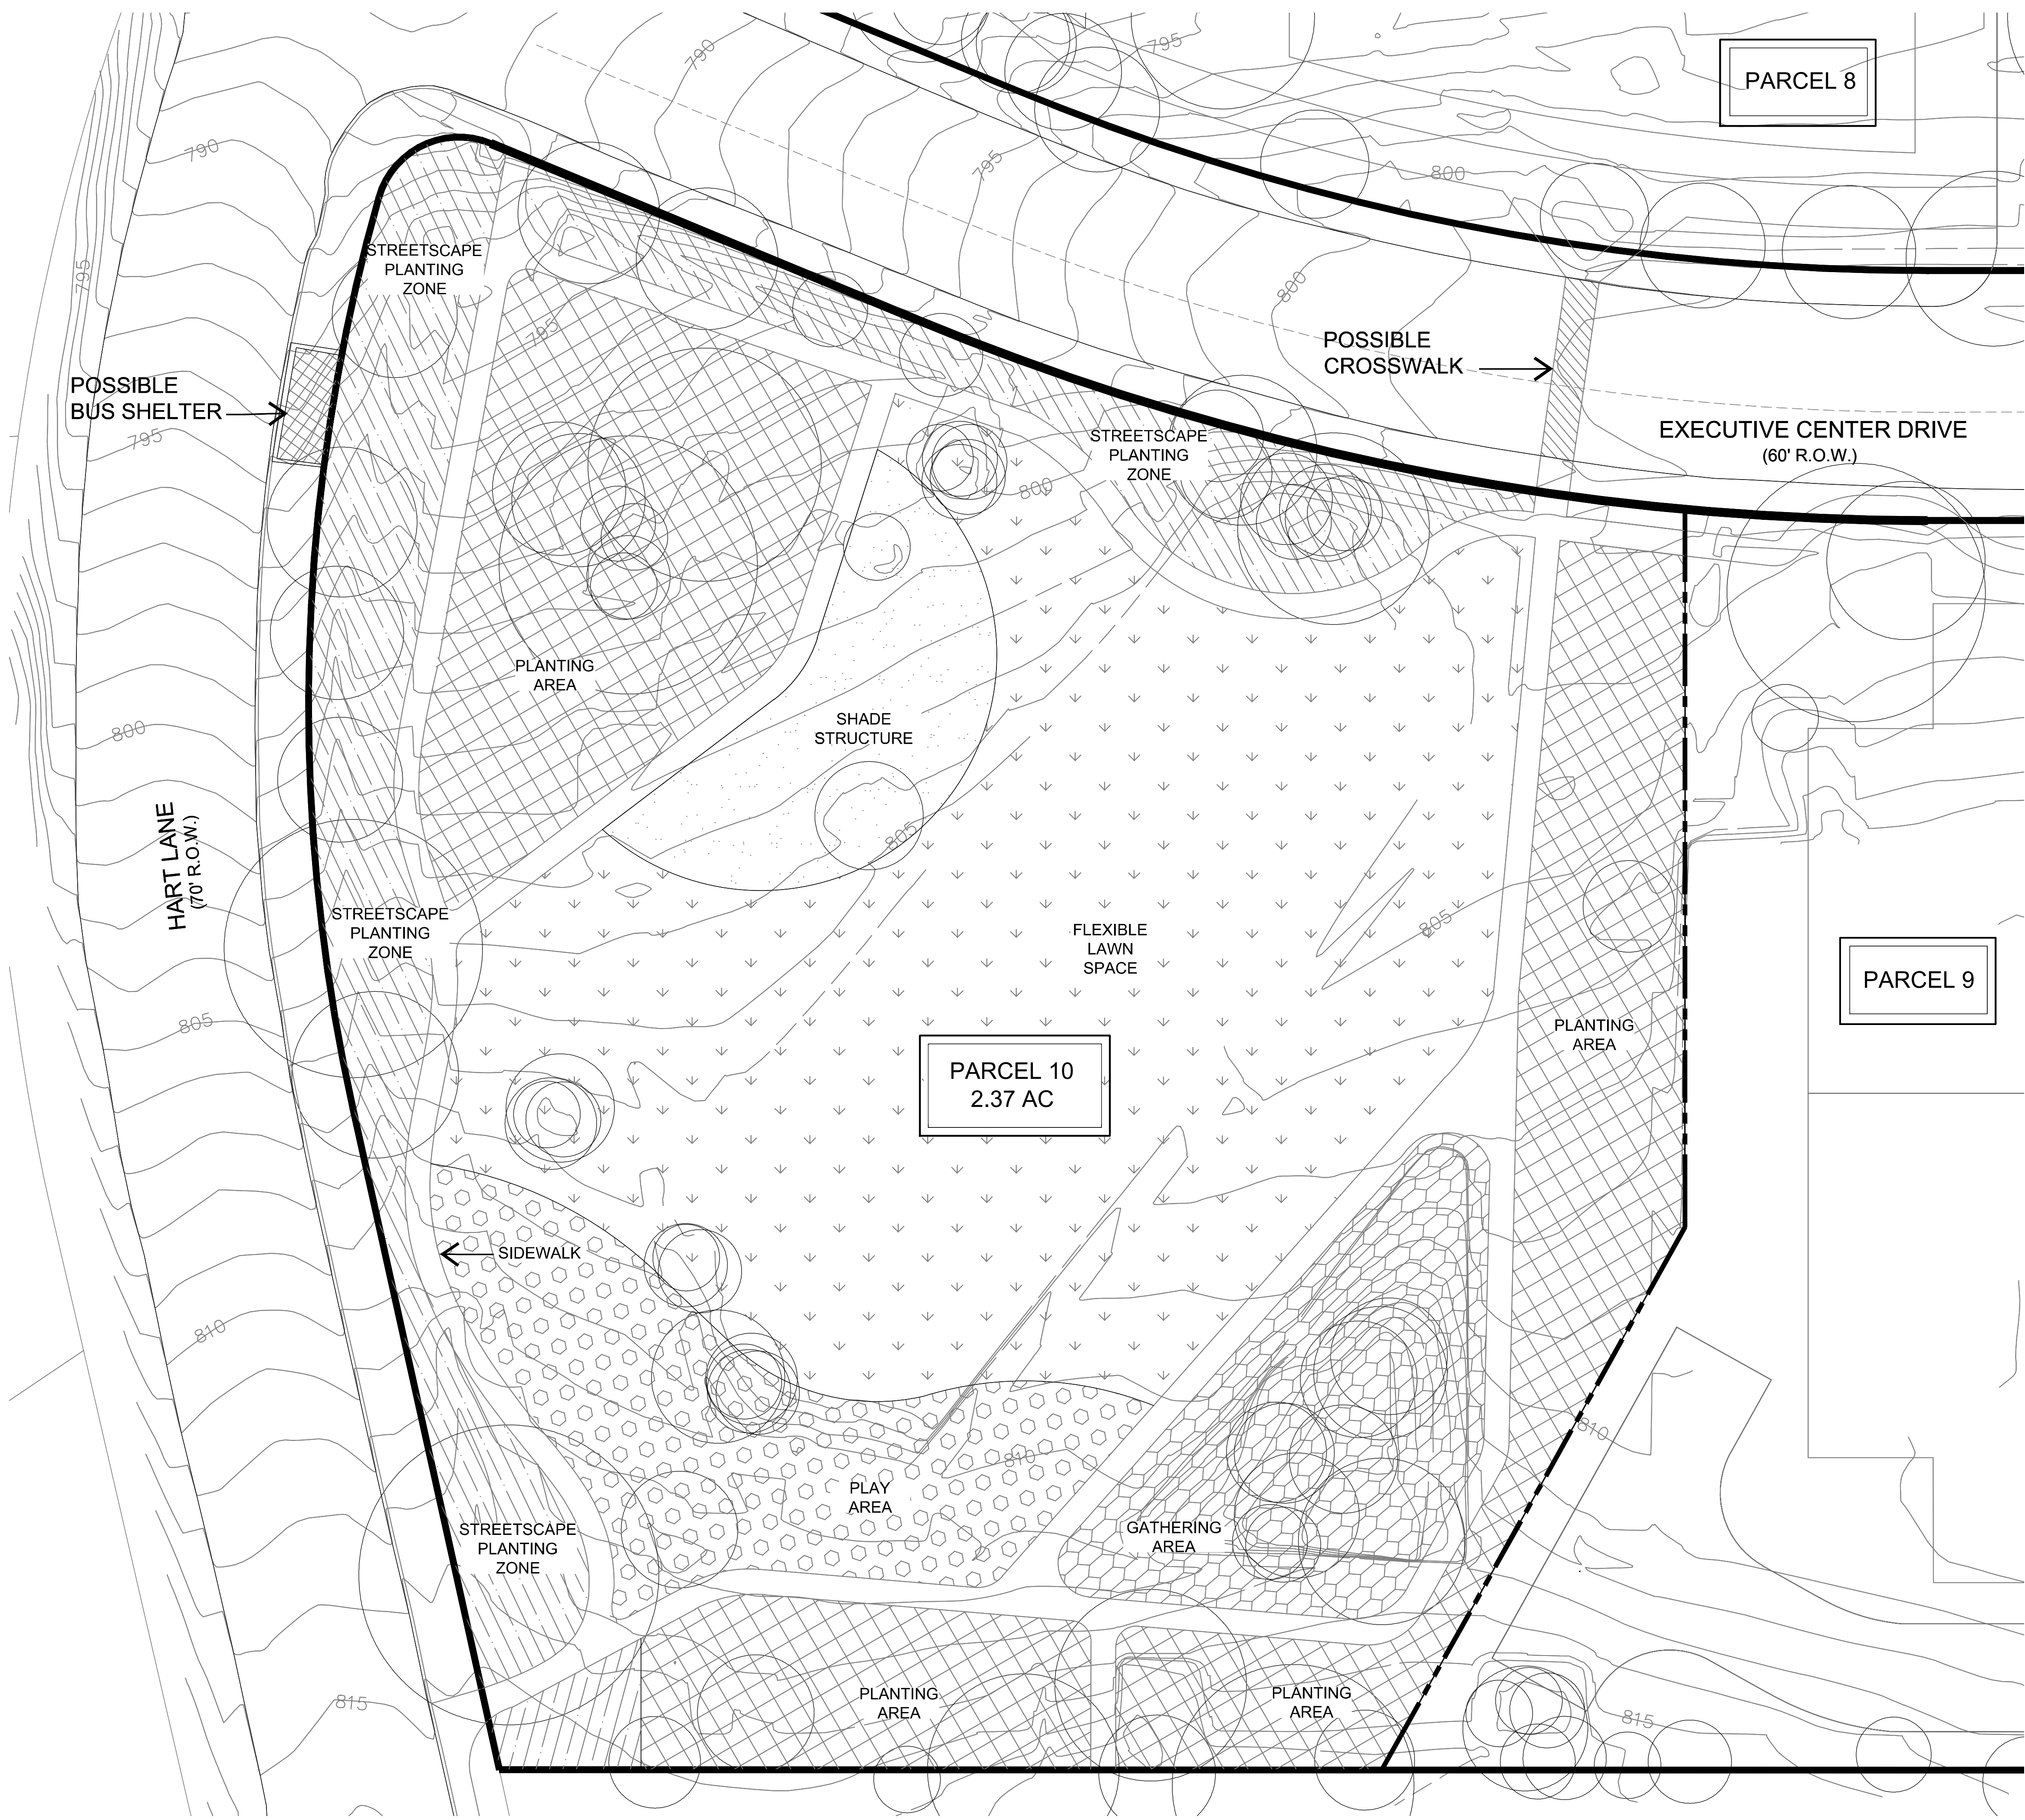 790
795
PARCEL 8
790
795
800
STREETSCAPE
PLANTING
ZONE
795
800
795
POSSIBLE
CROSSWALK
POSSIBLE
BUS SHELTER
795
STREETSCAPE
PLANTING
ZONE
EXECUTIVE CENTER DRIVE
(60' R.O.W.)
800
PLANTING
AREA
SHADE
STRUCTURE
800
805
HART LANE
(70' R.O.W.)
STREETSCAPE
PLANTING
ZONE
FLEXIBLE
LAWN
SPACE
805
PARCEL 9
805
PLANTING
AREA
PARCEL 10
2.37 AC
SIDEWALK
810
810
810
PLAY
AREA
GATHERING
AREA
STREETSCAPE
PLANTING
ZONE
PLANTING
AREA
PLANTING
AREA
815
815